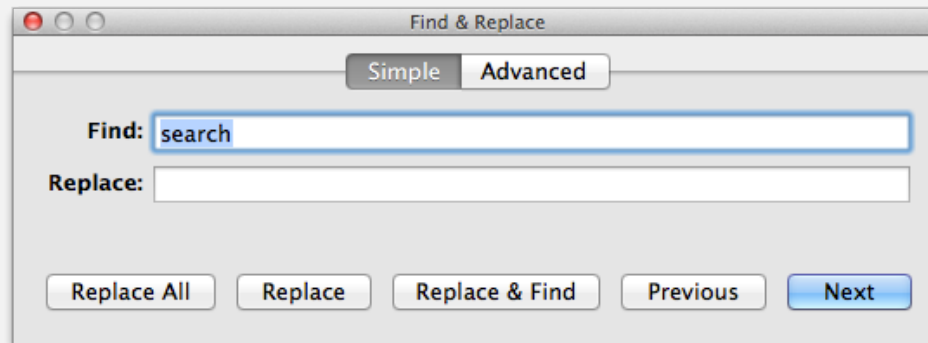 Find & Replace
Simple Advanced
Find: search
Replace:
Replace All Replace Replace & Find Previous Next